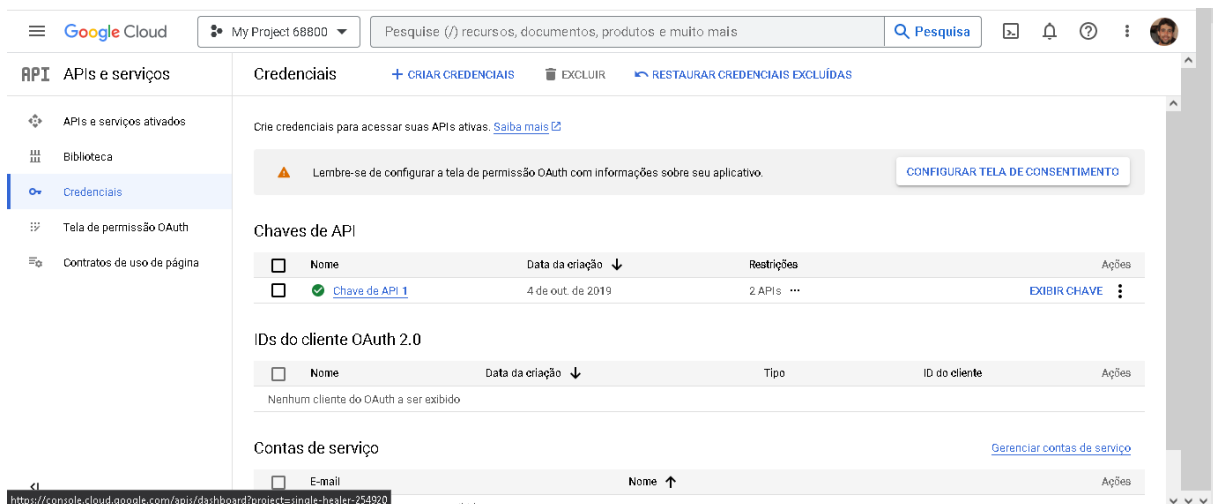 Google Cloud
My Project 68800
Pesquise (/) recursos, documentos, produtos e muito mais
Pesquisa
API APIs e serviços
Credenciais
+ CRIAR CREDENCIAIS
EXCLUIR
RESTAURAR CREDENCIAIS EXCLUÍDAS
APIs e serviços ativados
Biblioteca
Credenciais
Tela de permissão OAuth
Contratos de uso de página
Crie credenciais para acessar suas APIs ativas. Saiba mais
Lembre-se de configurar a tela de permissão OAuth com informações sobre seu aplicativo.
CONFIGURAR TELA DE CONSENTIMENTO
Chaves de API
Nome Data da criação Restrições Ações
Chave de API 1 4 de out. de 2019 2 APIs EXIBIR CHAVE
IDs do cliente OAuth 2.0
Nome Data da criação Tipo ID do cliente Ações
Nenhum cliente do OAuth a ser exibido
Contas de serviço
Gerenciar contas de serviço
E-mail Nome Ações
https://console.cloud.google.com/apis/dashboard?project=single-healer-254920